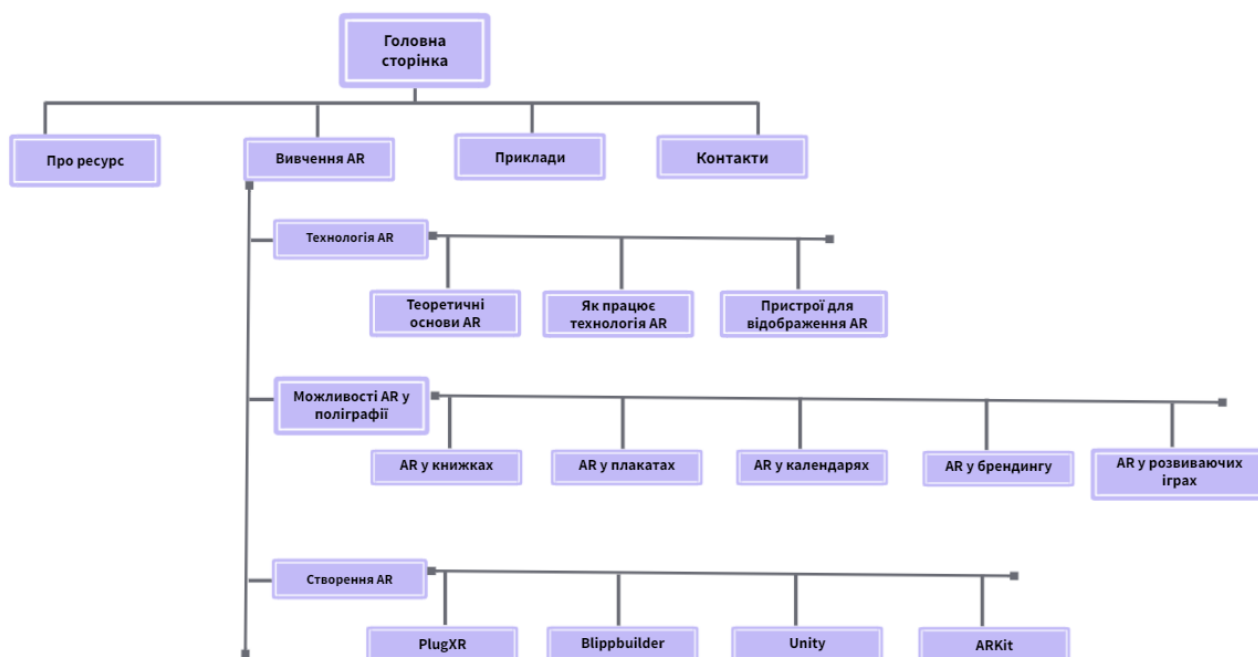 Головна
сторінка
Про ресурс
Вивчення AR
Приклади
Контакти
Технологія AR
Теоретичні
основи AR
Як працює
технологія AR
Пристрої для
відображення AR
Можливості AR у
поліграфії
AR у книжках
AR у плакатах
AR у календарях
AR у брендингу
AR у розвиваючих
іграх
Створення AR
PlugXR
Blippbuilder
Unity
ARKit